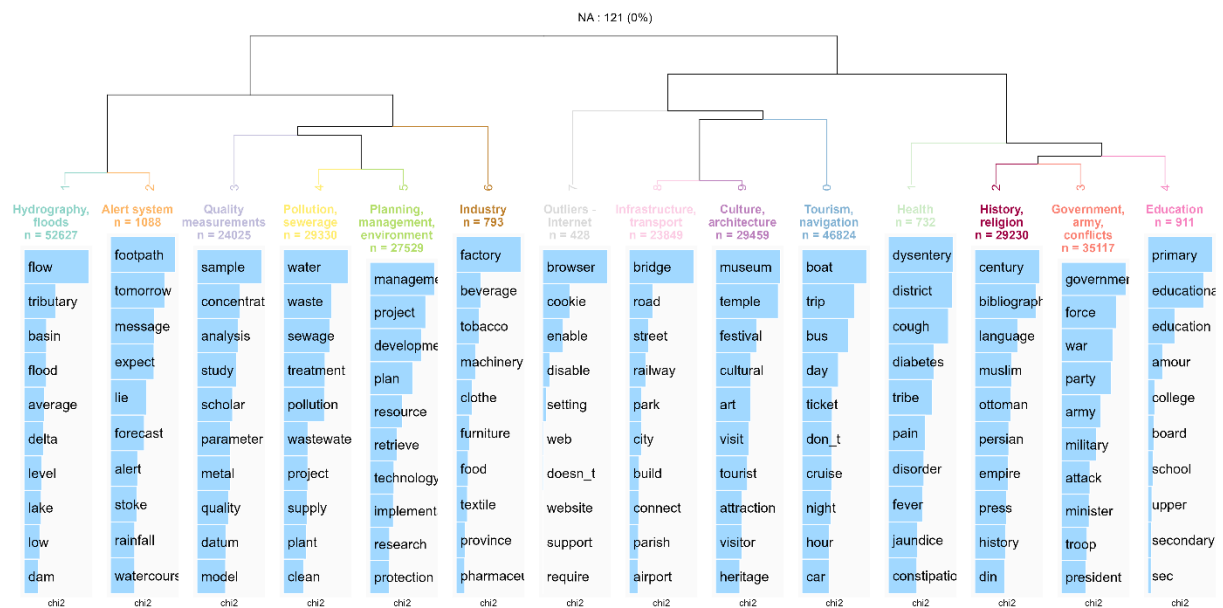 NA : 121 (0%)
1
2
3
4
5
6
7
8
9
0
1
2
3
4
Hydrography,
floods
n = 52627
flow
tributary
basin
flood
average
delta
level
lake
low
dam
chi2
Alert system
n = 1088
footpath
tomorrow
message
expect
lie
forecast
alert
stoke
rainfall
watercours
chi2
Quality
measurements
n = 24025
sample
concentrat
analysis
study
scholar
parameter
metal
quality
datum
model
chi2
Pollution,
sewerage
n = 29330
water
waste
sewage
treatment
pollution
wastewate
project
supply
plant
clean
chi2
Planning,
management,
environment
n = 27529
manageme
project
developme
plan
resource
retrieve
technology
implement
research
protection
chi2
Industry
n = 793
factory
beverage
tobacco
machinery
clothe
furniture
food
textile
province
pharmaceu
chi2
Outliers -
Internet
n = 428
browser
cookie
enable
disable
setting
web
doesn_t
website
support
require
chi2
Infrastructure,
transport
n = 23849
bridge
road
street
railway
park
city
build
connect
parish
airport
chi2
Culture,
architecture
n = 29459
museum
temple
festival
cultural
art
visit
tourist
attraction
visitor
heritage
chi2
Tourism,
navigation
n = 46824
boat
trip
bus
day
ticket
don_t
cruise
night
hour
car
chi2
Health
n = 732
dysentery
district
cough
diabetes
tribe
pain
disorder
fever
jaundice
constipatio
chi2
History,
religion
n = 29230
century
bibliograph
language
muslim
ottoman
persian
empire
press
history
din
chi2
Government,
army,
conflicts
n = 35117
governmer
force
war
party
army
military
attack
minister
troop
president
chi2
Education
n = 911
primary
educationa
education
amour
college
board
school
upper
secondary
sec
chi2